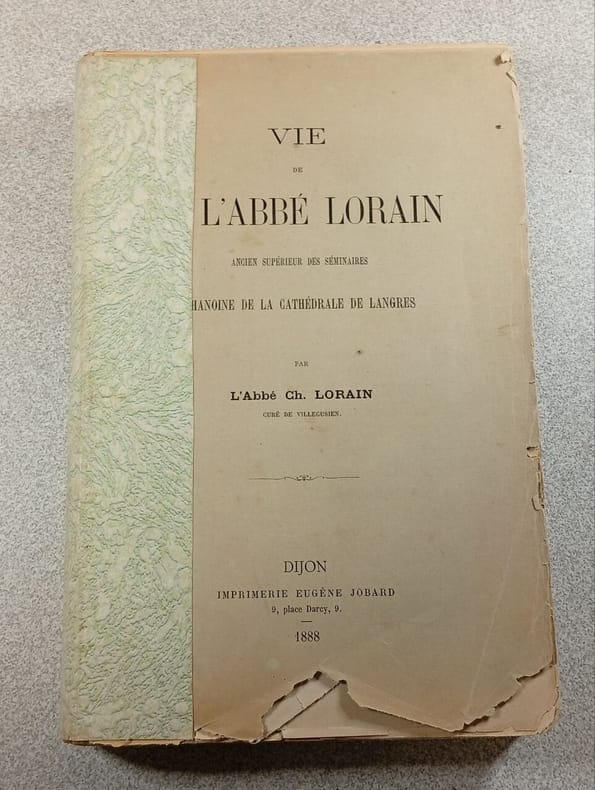 VIE
DE
L'ABBÉ LORAIN
ANCIEN SUPÉRIEUR DES SÉMINAIRES
HANOINE DE LA CATHÉDRALE DE LANGRES
PAR
L'Abbé Ch. LORAIN
CURÉ DE VILLEGUSIEN.
DIJON
IMPRIMERIE EUGÈNE JOBARD
9, place Darcy, 9.
1888